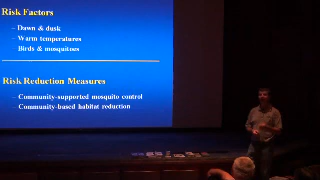 Risk Factors
– Dawn & dusk
– Warm temperatures
– Birds & mosquitoes
Risk Reduction Measures
– Community-supported mosquito control
– Community-based habitat reduction